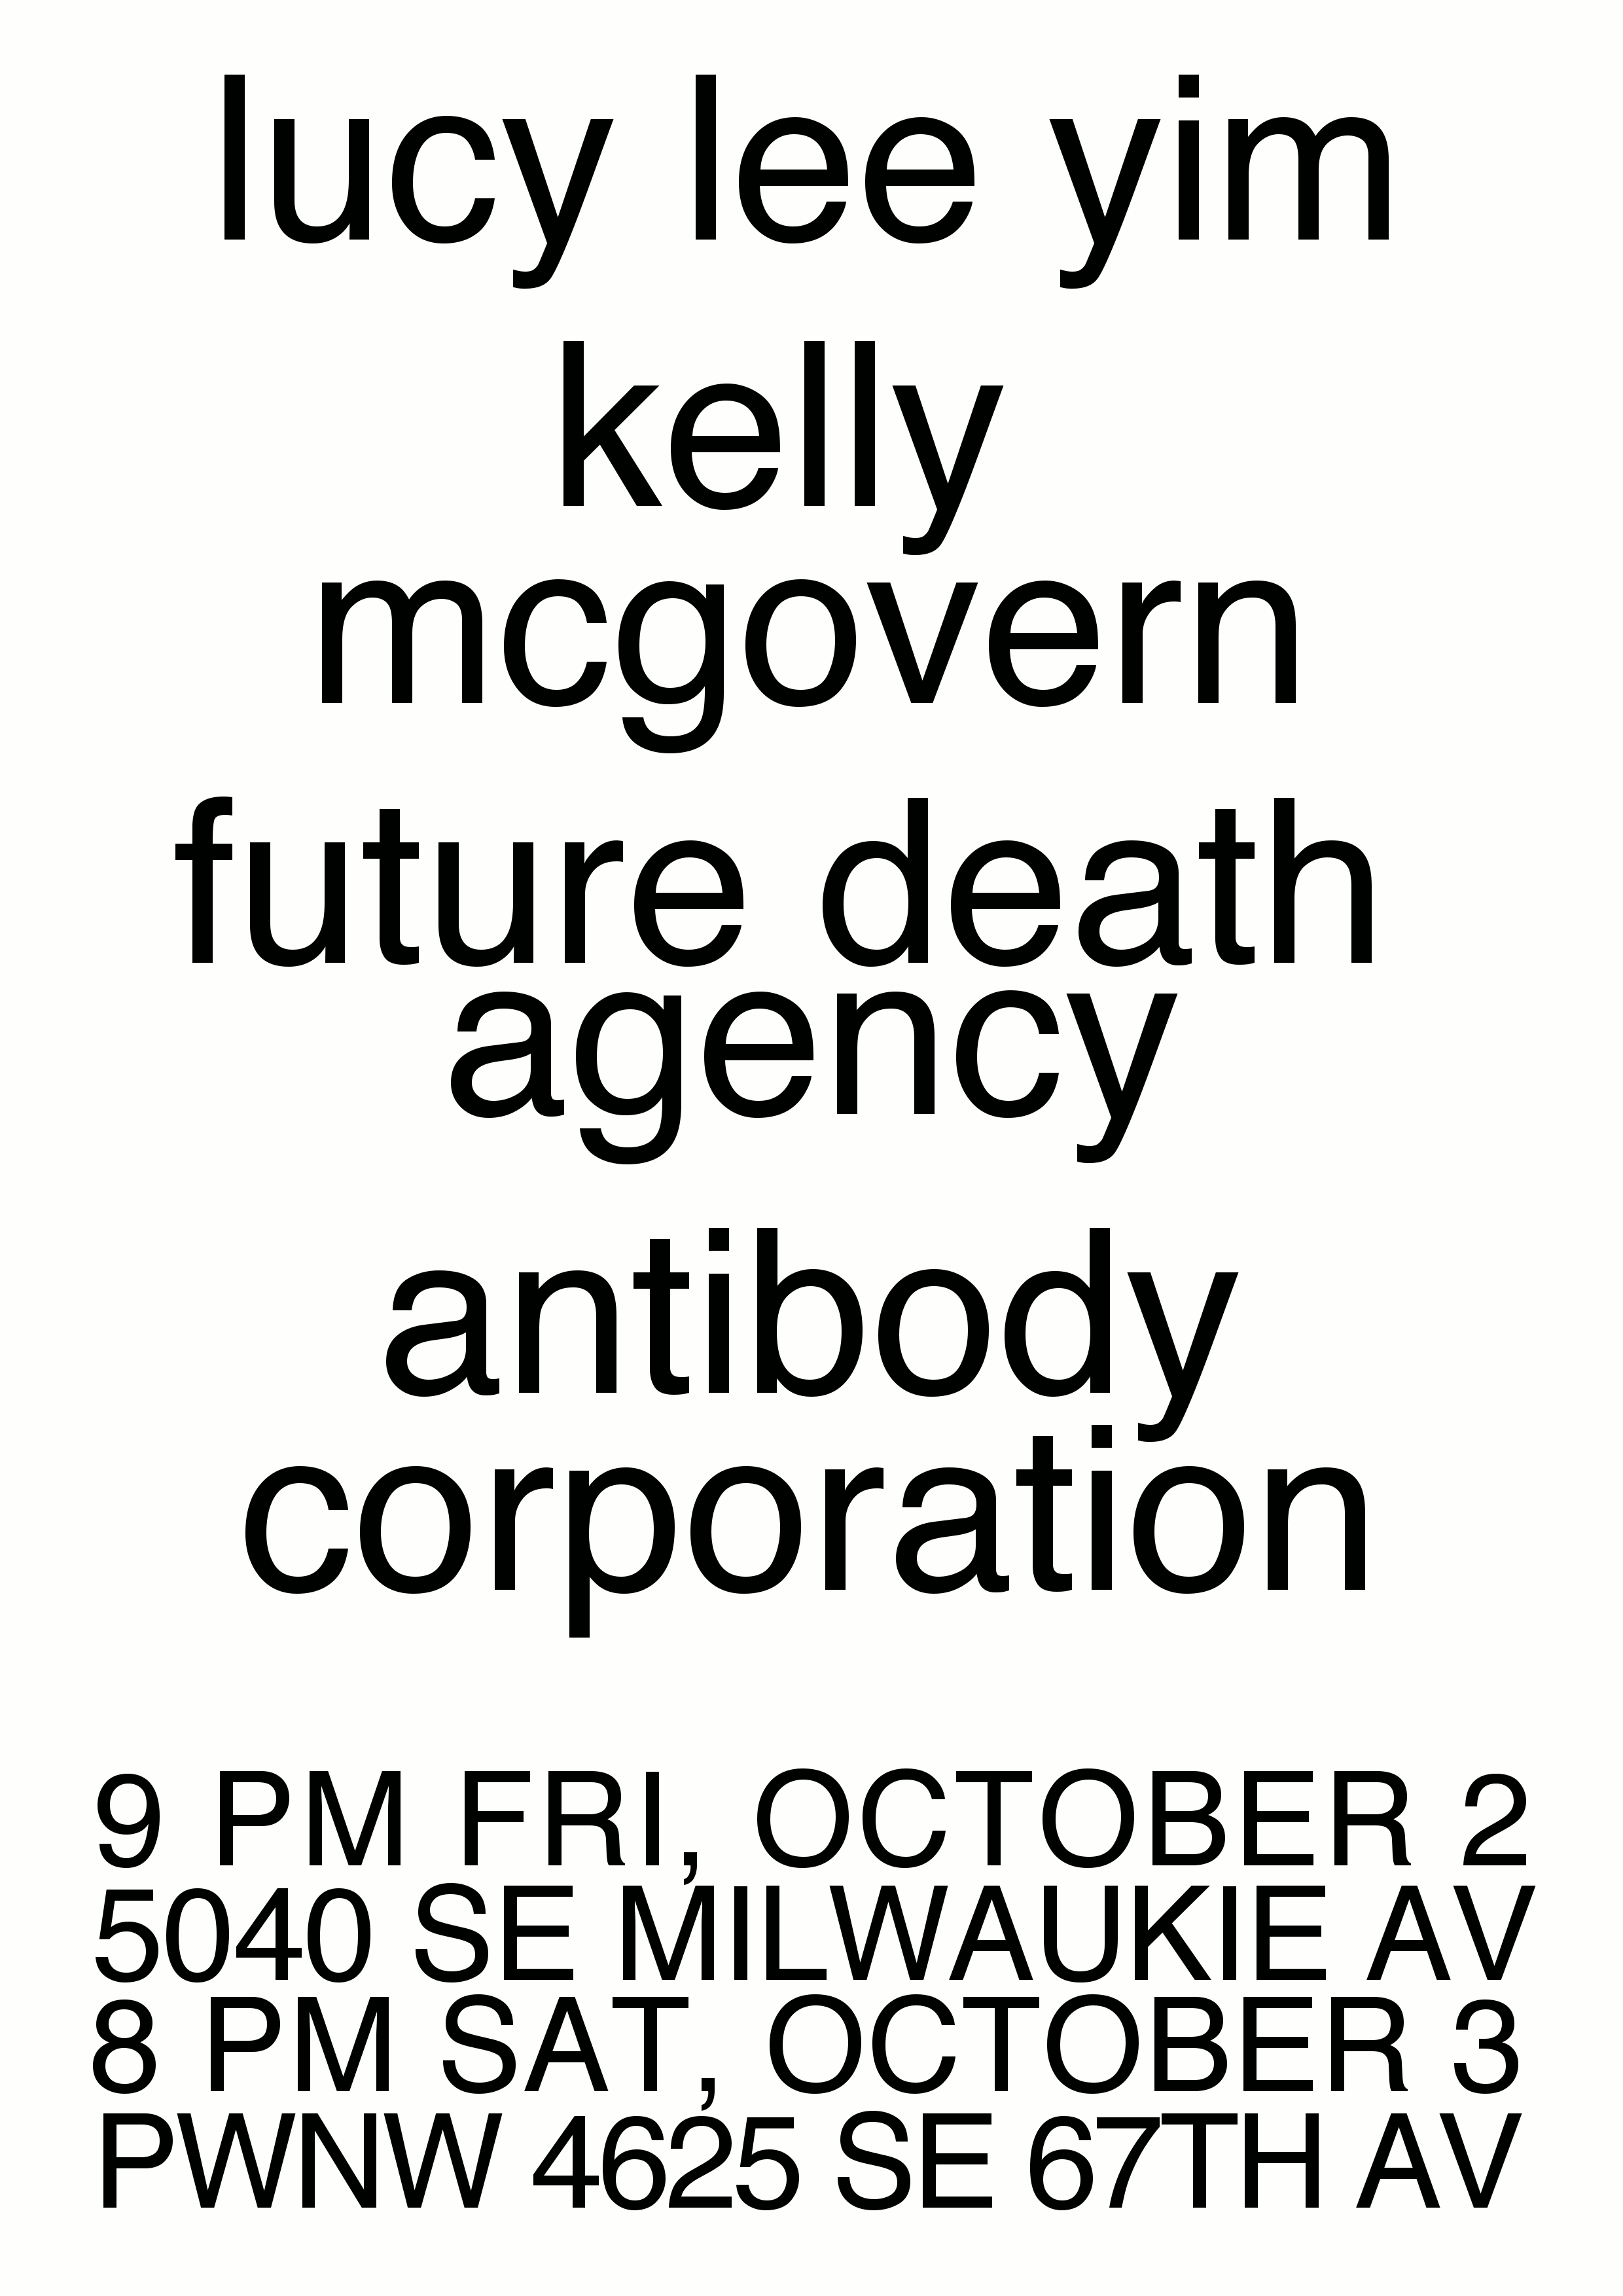 lucy lee yim
kelly
mcgovern
future death
agency
antibody
corporation
9 PM FRI, OCTOBER 2
5040 SE MILWAUKIE AV
8 PM SAT, OCTOBER 3
PWNW 4625 SE 67TH AV